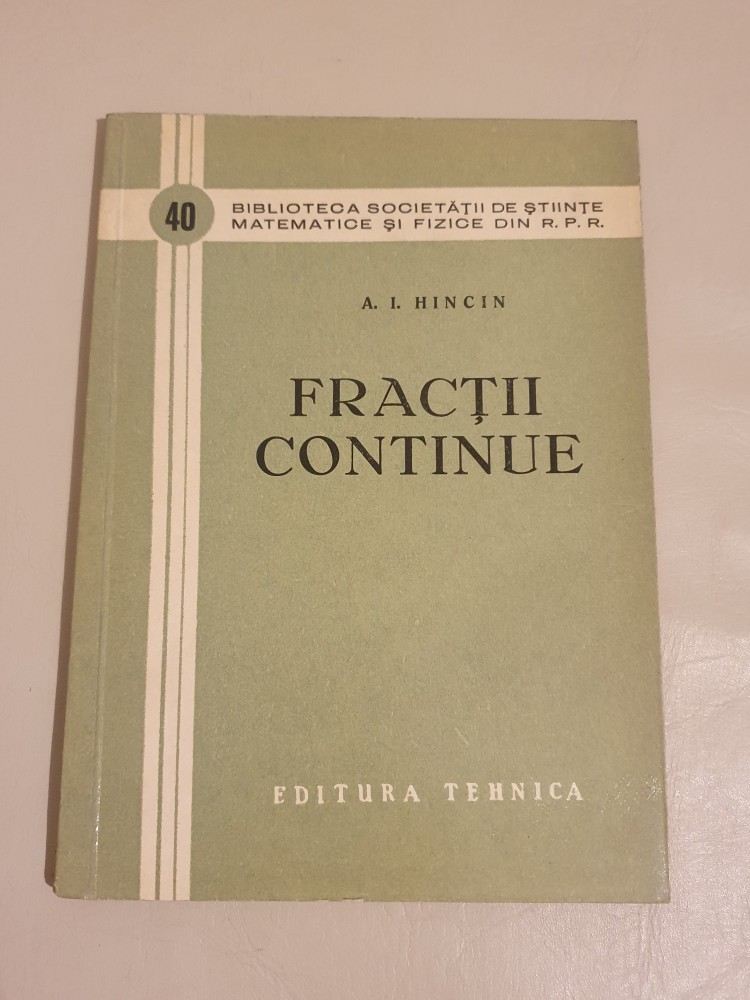 40
BIBLIOTECA SOCIETĂȚII DE ȘTIINȚE
MATEMATICE ȘI FIZICE DIN R. P. R.
A. I. HINCIN
FRACȚII
CONTINUE
EDITURA TEHNICA